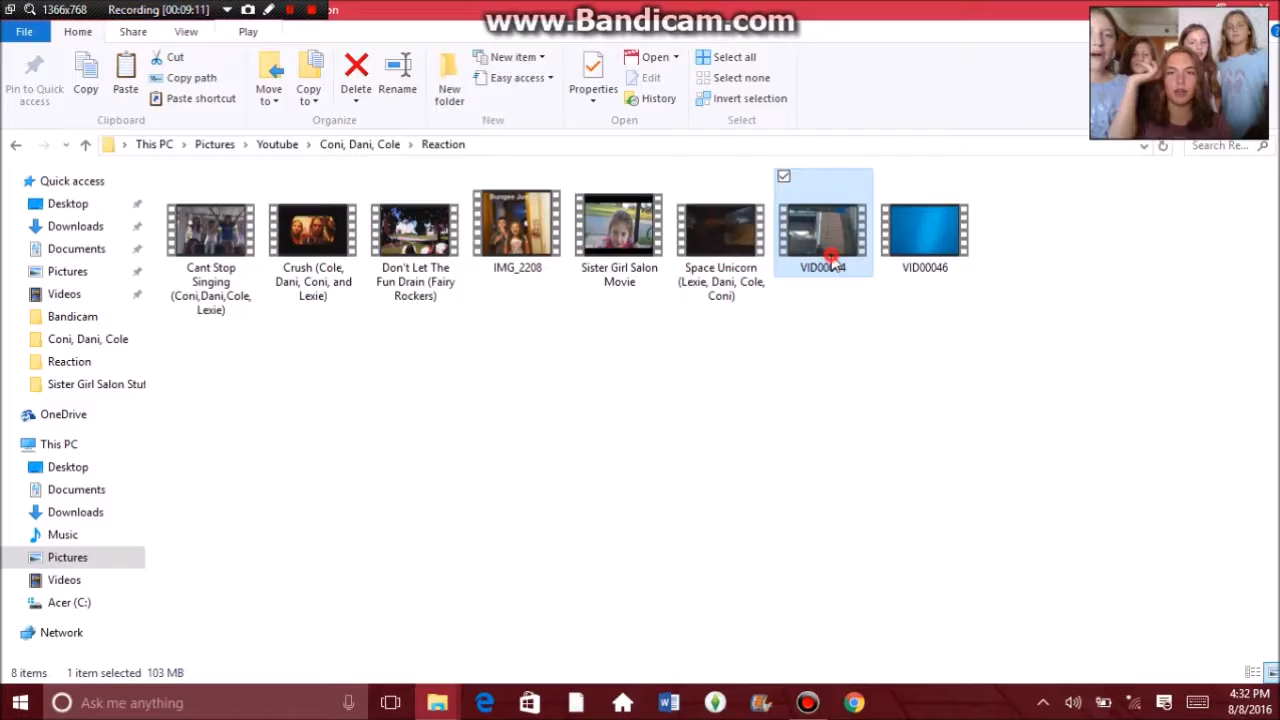 1366x768 Recording [00:09:11]
www.Bandicam.com
File Home Share View Play
Pin to Quick access
Copy
Paste
Cut
Copy path
Paste shortcut
Clipboard
Move to
Copy to
Delete
Rename
Organize
New folder
New item
Easy access
New
Properties
Open
Edit
History
Open
Select all
Select none
Invert selection
Select
This PC Pictures Youtube Coni, Dani, Cole Reaction
Search Re...
Quick access
Desktop
Downloads
Documents
Pictures
Videos
Bandicam
Coni, Dani, Cole
Reaction
Sister Girl Salon Stuf
OneDrive
This PC
Desktop
Documents
Downloads
Music
Pictures
Videos
Acer (C:)
Network
Cant Stop
Singing
(Coni,Dani,Cole,
Lexie)
Crush (Cole,
Dani, Coni, and
Lexie)
Don't Let The
Fun Drain (Fairy
Rockers)
IMG_2208
Sister Girl Salon
Movie
Space Unicorn
(Lexie, Dani, Cole,
Coni)
VID00046
8 items 1 item selected 103 MB
Ask me anything
4:32 PM
8/8/2016